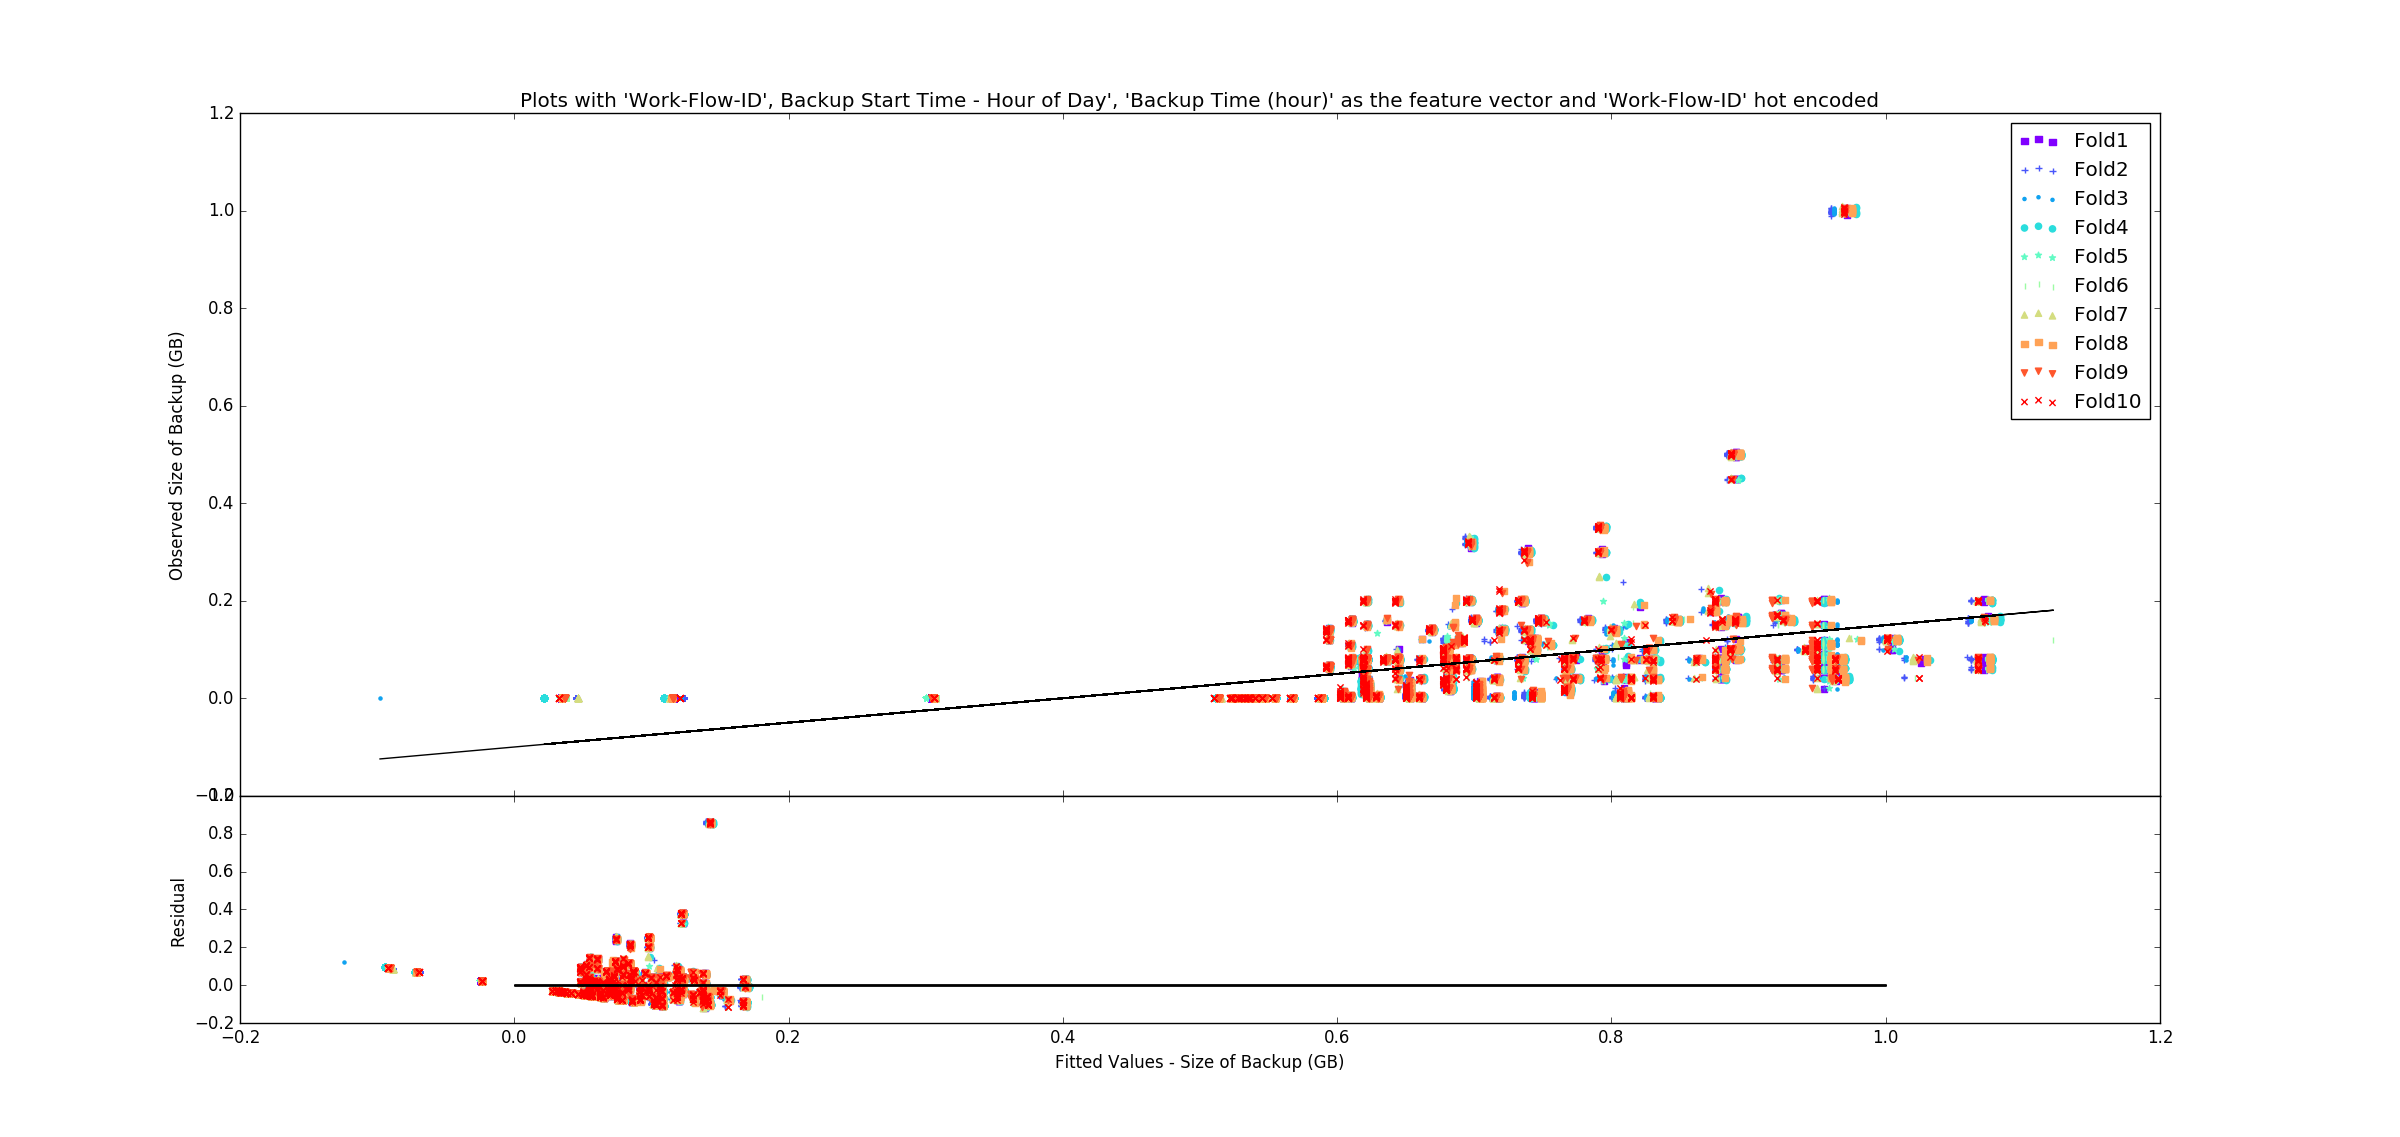 Plots with 'Work-Flow-ID', Backup Start Time - Hour of Day', 'Backup Time (hour)' as the feature vector and 'Work-Flow-ID' hot encoded
1.2
1.0
0.8
0.6
0.4
0.2
0.0
Observed Size of Backup (GB)
Fold1
Fold2
Fold3
Fold4
Fold5
Fold6
Fold7
Fold8
Fold9
Fold10
0.8
0.6
0.4
0.2
0.0
−0.2
Residual
−0.2 0.0 0.2 0.4 0.6 0.8 1.0 1.2
Fitted Values - Size of Backup (GB)